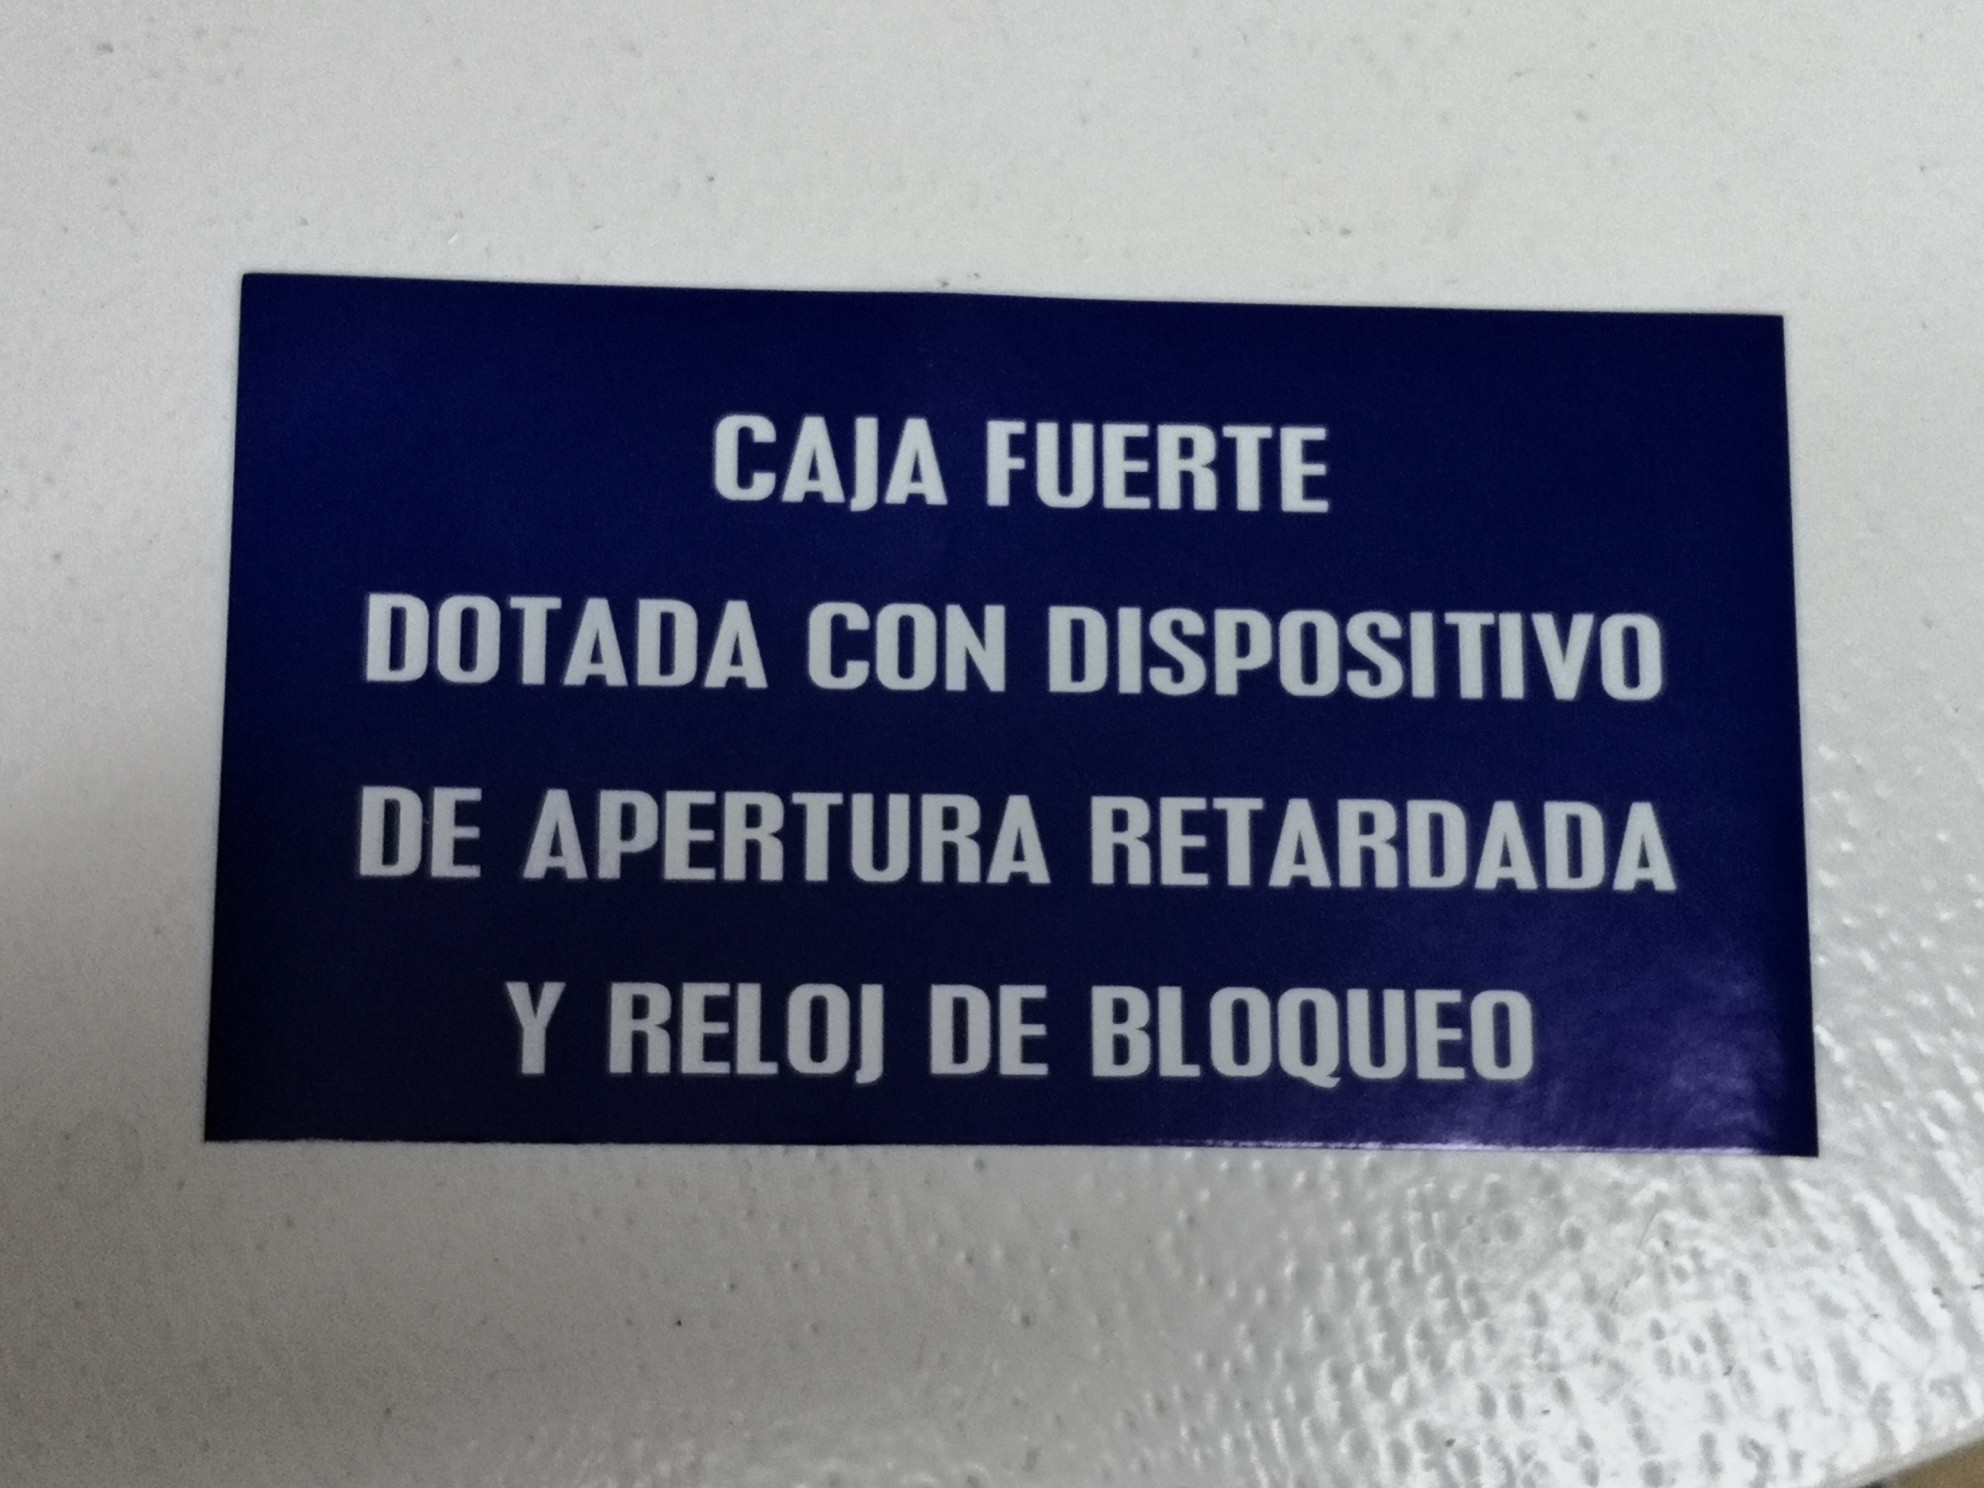 CAJA FUERTE
DOTADA CON DISPOSITIVO
DE APERTURA RETARDADA
Y RELOJ DE BLOQUEO